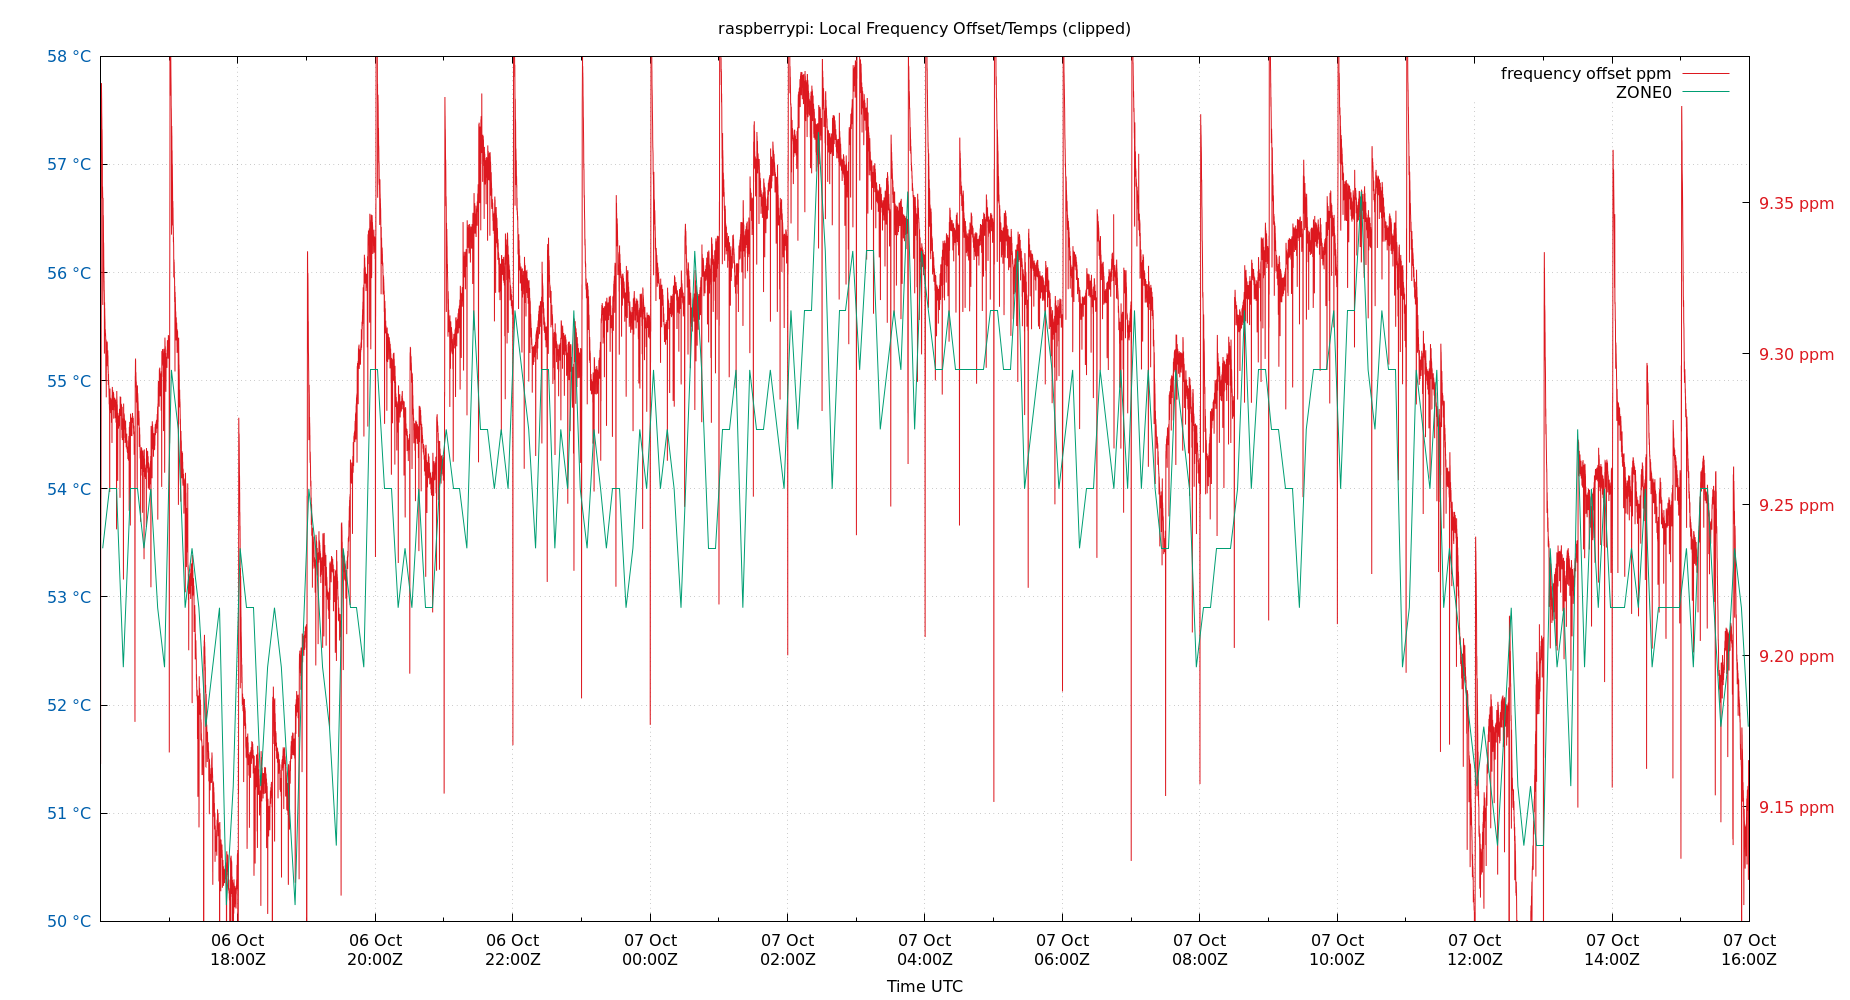 raspberrypi: Local Frequency Offset/Temps (clipped)
58 °C
57 °C
56 °C
55 °C
54 °C
53 °C
52 °C
51 °C
50 °C
frequency offset ppm
ZONE0
9.35 ppm
9.30 ppm
9.25 ppm
9.20 ppm
9.15 ppm
06 Oct 06 Oct 06 Oct 07 Oct 07 Oct 07 Oct 07 Oct 07 Oct 07 Oct 07 Oct 07 Oct 07 Oct
18:00Z 20:00Z 22:00Z 00:00Z 02:00Z 04:00Z 06:00Z 08:00Z 10:00Z 12:00Z 14:00Z 16:00Z
Time UTC